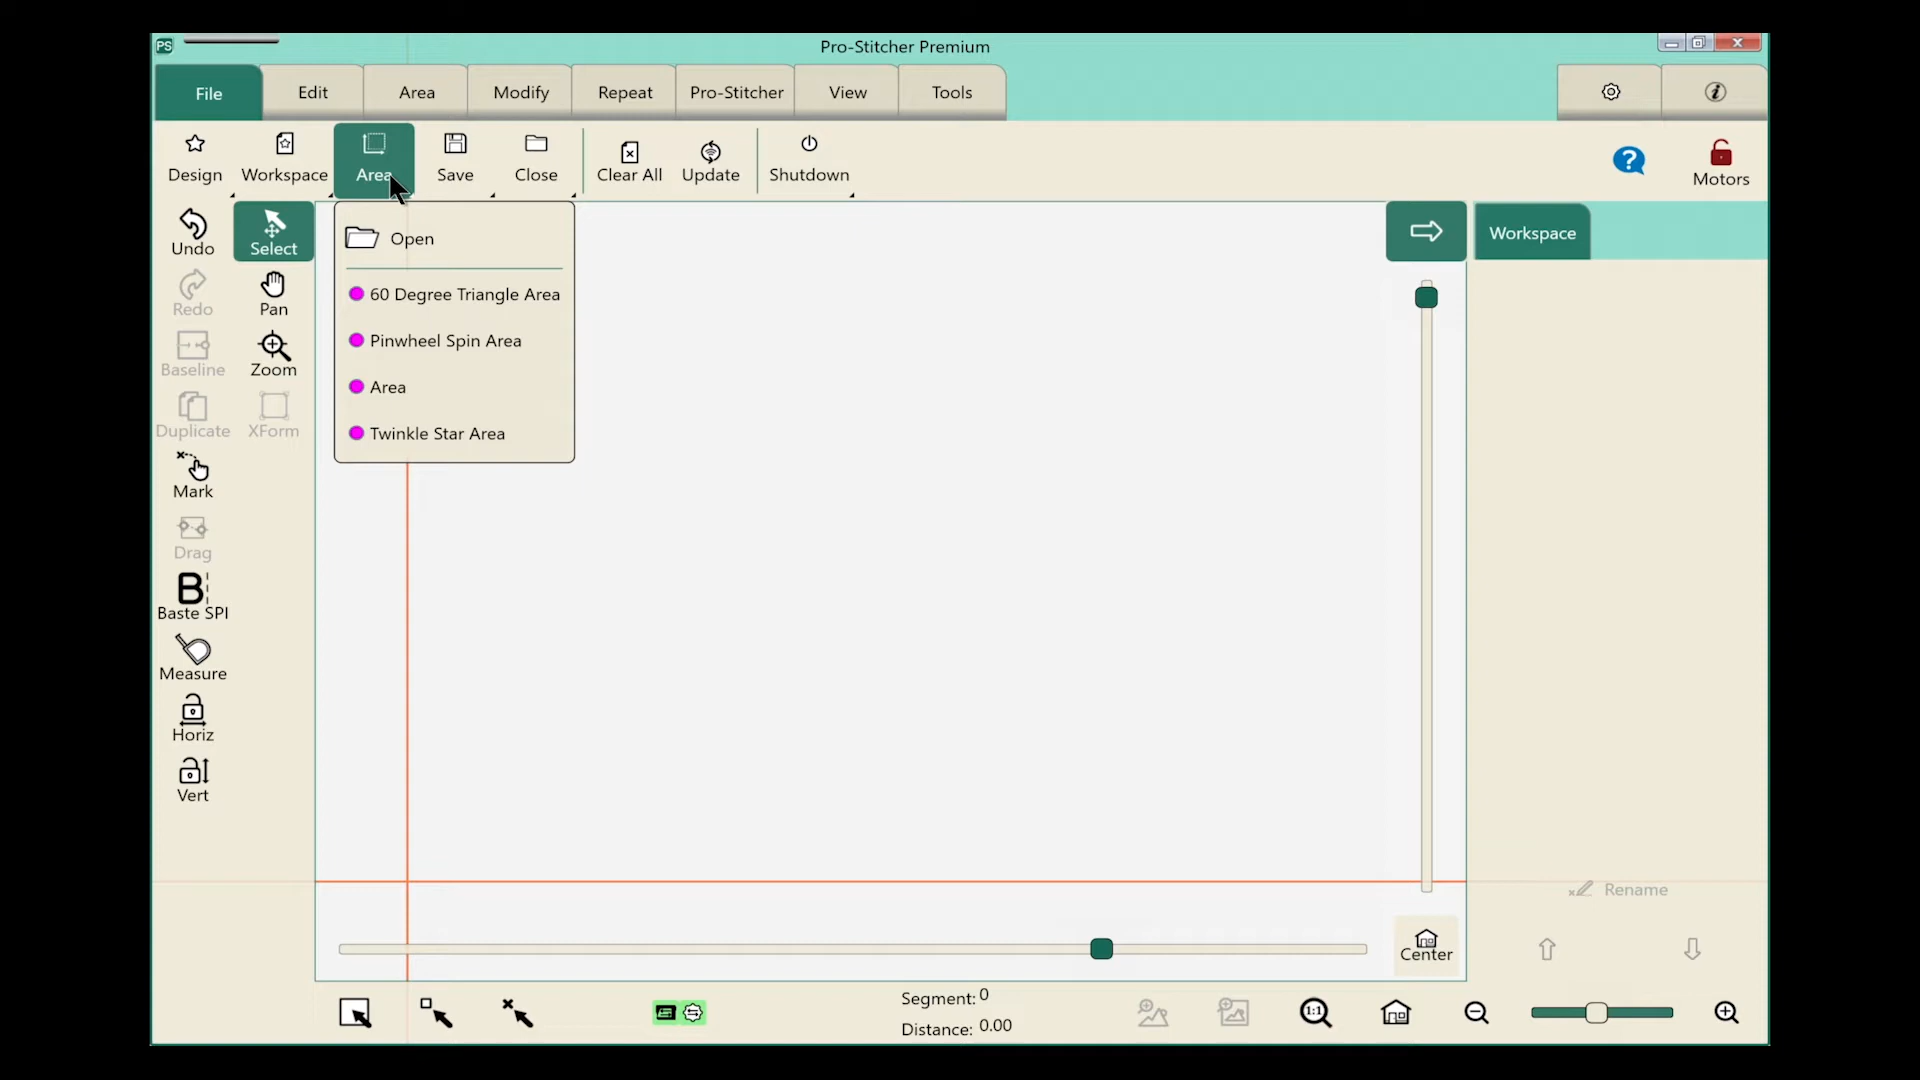 PS
Pro-Stitcher Premium
File Edit Area Modify Repeat Pro-Stitcher View Tools
Design Workspace Area Save Close Clear All Update Shutdown Motors
Undo Select
Redo Pan
Baseline Zoom
Duplicate XForm
Mark
Drag
Baste SPI
Measure
Horiz
Vert
Open
60 Degree Triangle Area
Pinwheel Spin Area
Area
Twinkle Star Area
Workspace
Rename
Center
Segment: 0
Distance: 0.00
1:1